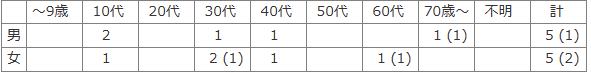 ～9歳 10代 20代 30代 40代 50代 60代 70歳～ 不明 計
男 2 1 1 1 (1) 5 (1)
女 1 2 (1) 1 1 (1) 5 (2)